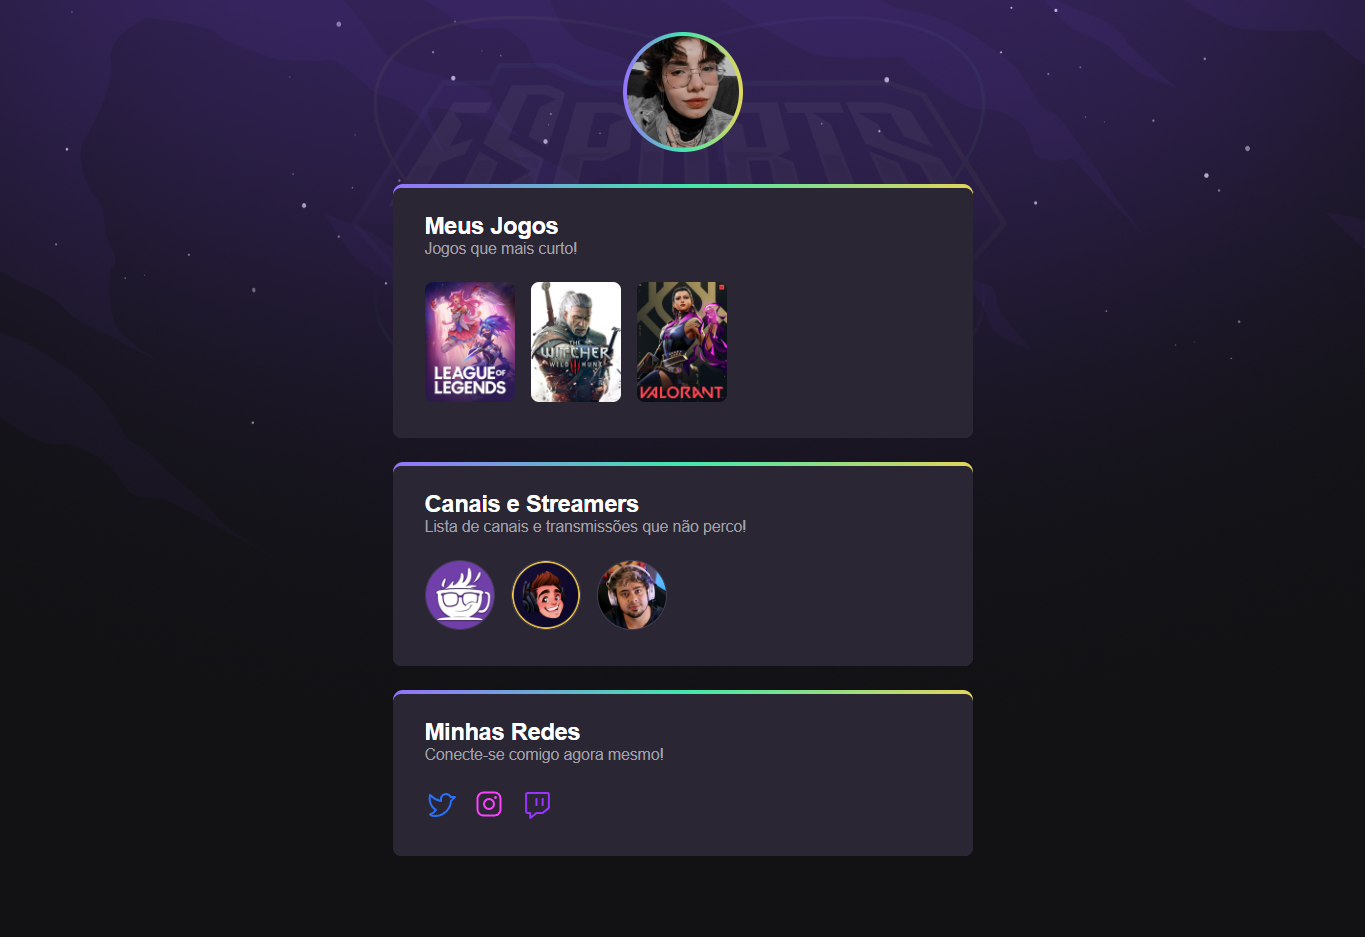 ESPORTS
Meus Jogos
Jogos que mais curto!
LEAGUE OF
LEGENDS
THE
WITCHER
WILD HUNT
VALORANT
Canais e Streamers
Lista de canais e transmissões que não perco!
Minhas Redes
Conecte-se comigo agora mesmo!